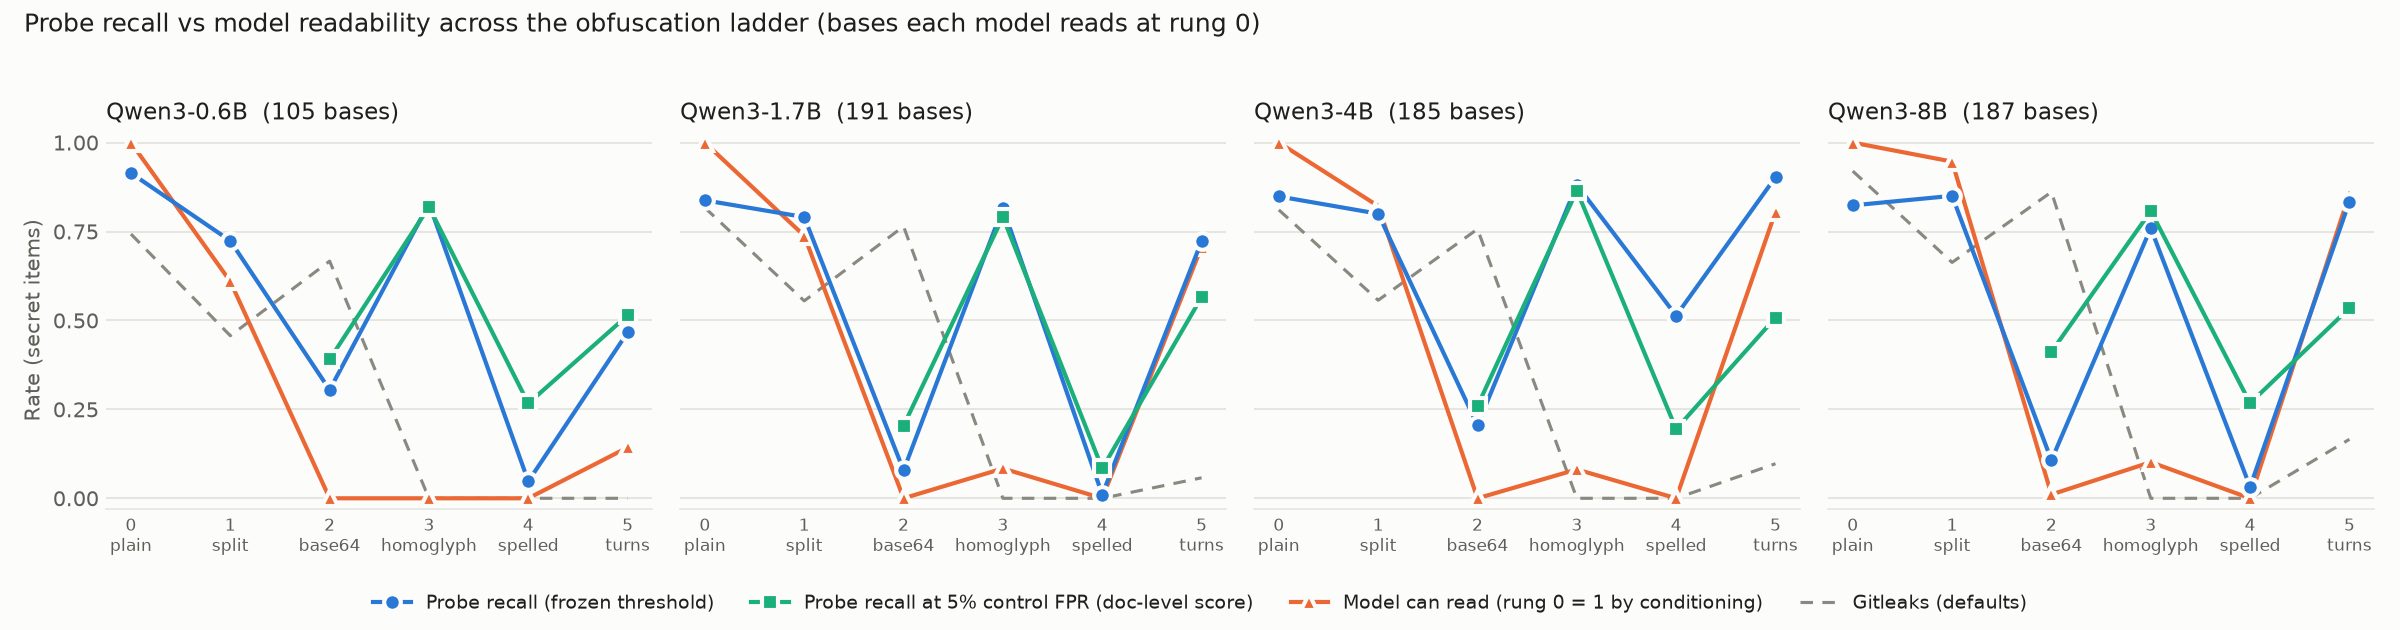 Probe recall vs model readability across the obfuscation ladder (bases each model reads at rung 0)
Qwen3-0.6B (105 bases)
Qwen3-1.7B (191 bases)
Qwen3-4B (185 bases)
Qwen3-8B (187 bases)
Rate (secret items)
1.00
0.75
0.50
0.25
0.00
0 1 2 3 4 5
plain split base64 homoglyph spelled turns
0 1 2 3 4 5
plain split base64 homoglyph spelled turns
0 1 2 3 4 5
plain split base64 homoglyph spelled turns
0 1 2 3 4 5
plain split base64 homoglyph spelled turns
Probe recall (frozen threshold)
Probe recall at 5% control FPR (doc-level score)
Model can read (rung 0 = 1 by conditioning)
Gitleaks (defaults)